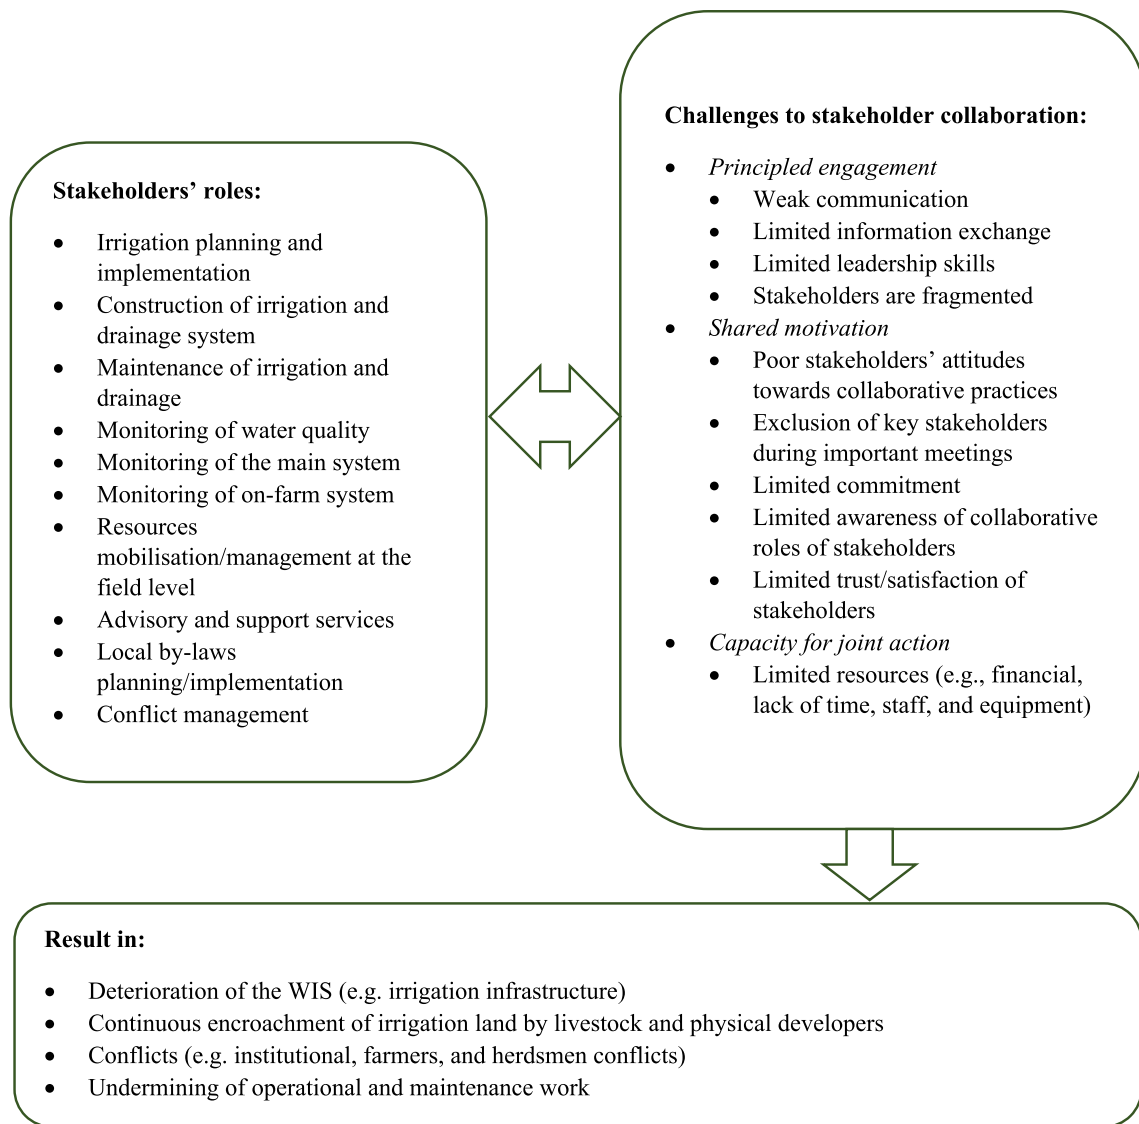 Stakeholders’ roles:
• Irrigation planning and
implementation
• Construction of irrigation and
drainage system
• Maintenance of irrigation and
drainage
• Monitoring of water quality
• Monitoring of the main system
• Monitoring of on-farm system
• Resources
mobilisation/management at the
field level
• Advisory and support services
• Local by-laws
planning/implementation
• Conflict management
Challenges to stakeholder collaboration:
• Principled engagement
• Weak communication
• Limited information exchange
• Limited leadership skills
• Stakeholders are fragmented
• Shared motivation
• Poor stakeholders’ attitudes
towards collaborative practices
• Exclusion of key stakeholders
during important meetings
• Limited commitment
• Limited awareness of collaborative
roles of stakeholders
• Limited trust/satisfaction of
stakeholders
• Capacity for joint action
• Limited resources (e.g., financial,
lack of time, staff, and equipment)
Result in:
• Deterioration of the WIS (e.g. irrigation infrastructure)
• Continuous encroachment of irrigation land by livestock and physical developers
• Conflicts (e.g. institutional, farmers, and herdsmen conflicts)
• Undermining of operational and maintenance work